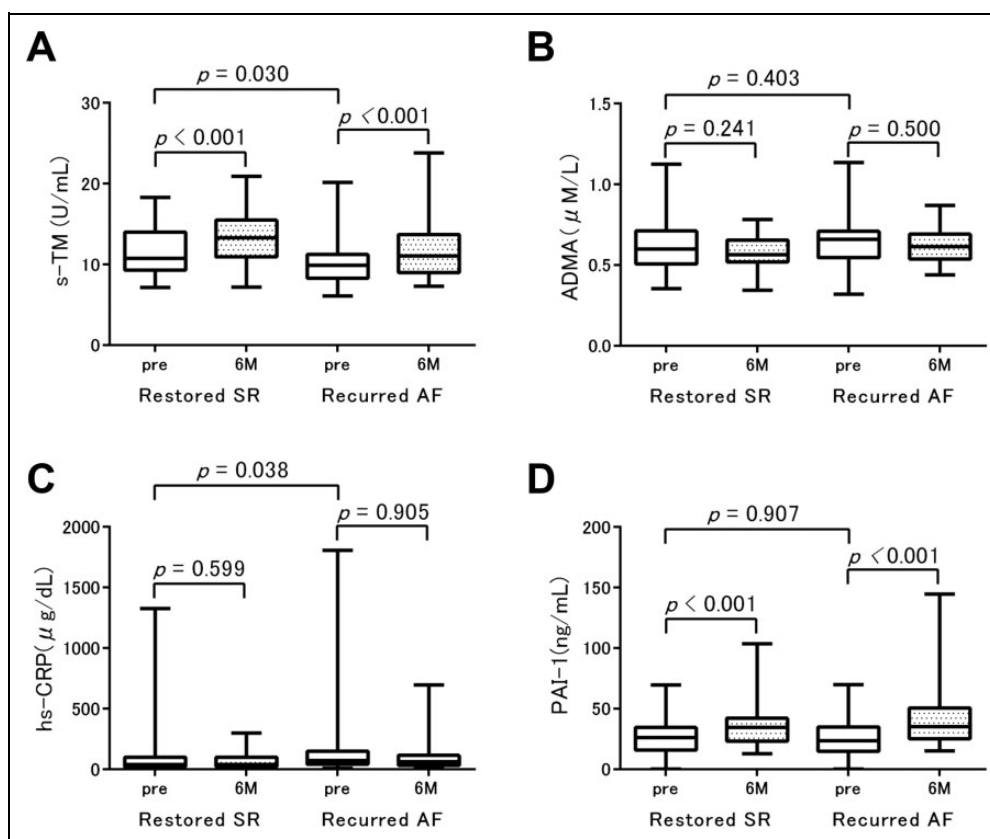 A
p = 0.030
p < 0.001
p < 0.001
s-TM (U/mL)
30
20
10
0
pre
6M
pre
6M
Restored SR
Recurred AF
B
p = 0.403
p = 0.241
p = 0.500
ADMA( μ M/L)
1.5
1.0
0.5
0.0
pre
6M
pre
6M
Restored SR
Recurred AF
C
p = 0.038
p = 0.905
p = 0.599
hs-CRP( μ g/dL)
2000
1500
1000
500
0
pre
6M
pre
6M
Restored SR
Recurred AF
D
p = 0.907
p <0.001
p < 0.001
PAI-1(ng/mL)
200
150
100
50
0
pre
6M
pre
6M
Restored SR
Recurred AF